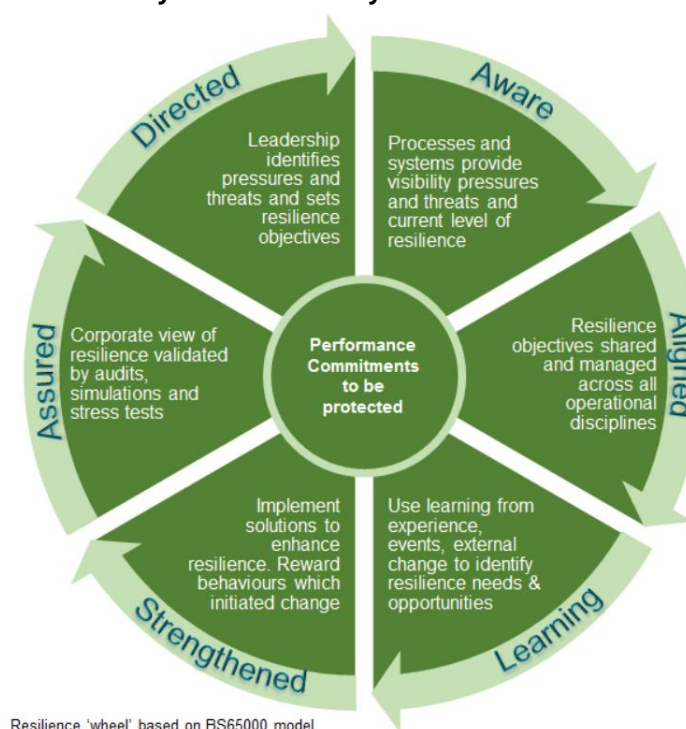 Directed
Leadership
identifies
pressures and
threats and sets
resilience
objectives
Aware
Processes and
systems provide
visibility pressures
and threats and
current level of
resilience
Aligned
Resilience
objectives shared
and managed
across all
operational
disciplines
Learning
Use learning from
experience,
events, external
change to identify
resilience needs &
opportunities
Strengthened
Implement
solutions to
enhance
resilience. Reward
behaviours which
initiated change
Assured
Corporate view of
resilience validated
by audits,
simulations and
stress tests
Performance
Commitments
to be
protected
Resilience 'wheel' based on BS65000 model